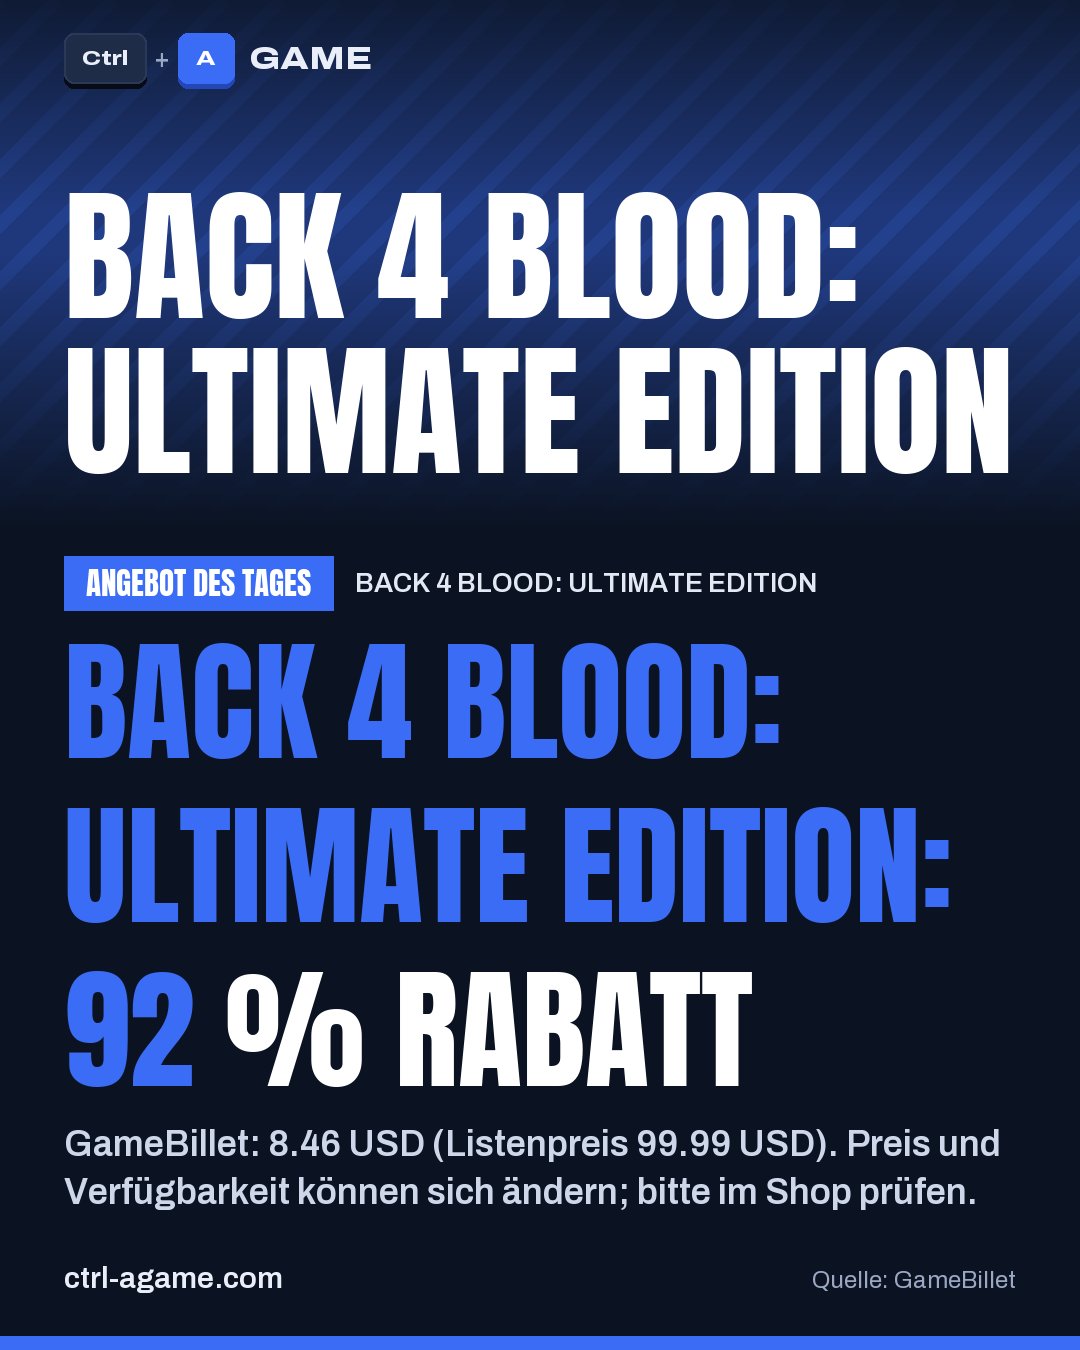 Ctrl + A GAME
BACK 4 BLOOD:
ULTIMATE EDITION
ANGEBOT DES TAGES BACK 4 BLOOD: ULTIMATE EDITION
BACK 4 BLOOD:
ULTIMATE EDITION:
92 % RABATT
GameBillet: 8.46 USD (Listenpreis 99.99 USD). Preis und
Verfügbarkeit können sich ändern; bitte im Shop prüfen.
ctrl-agame.com Quelle: GameBillet